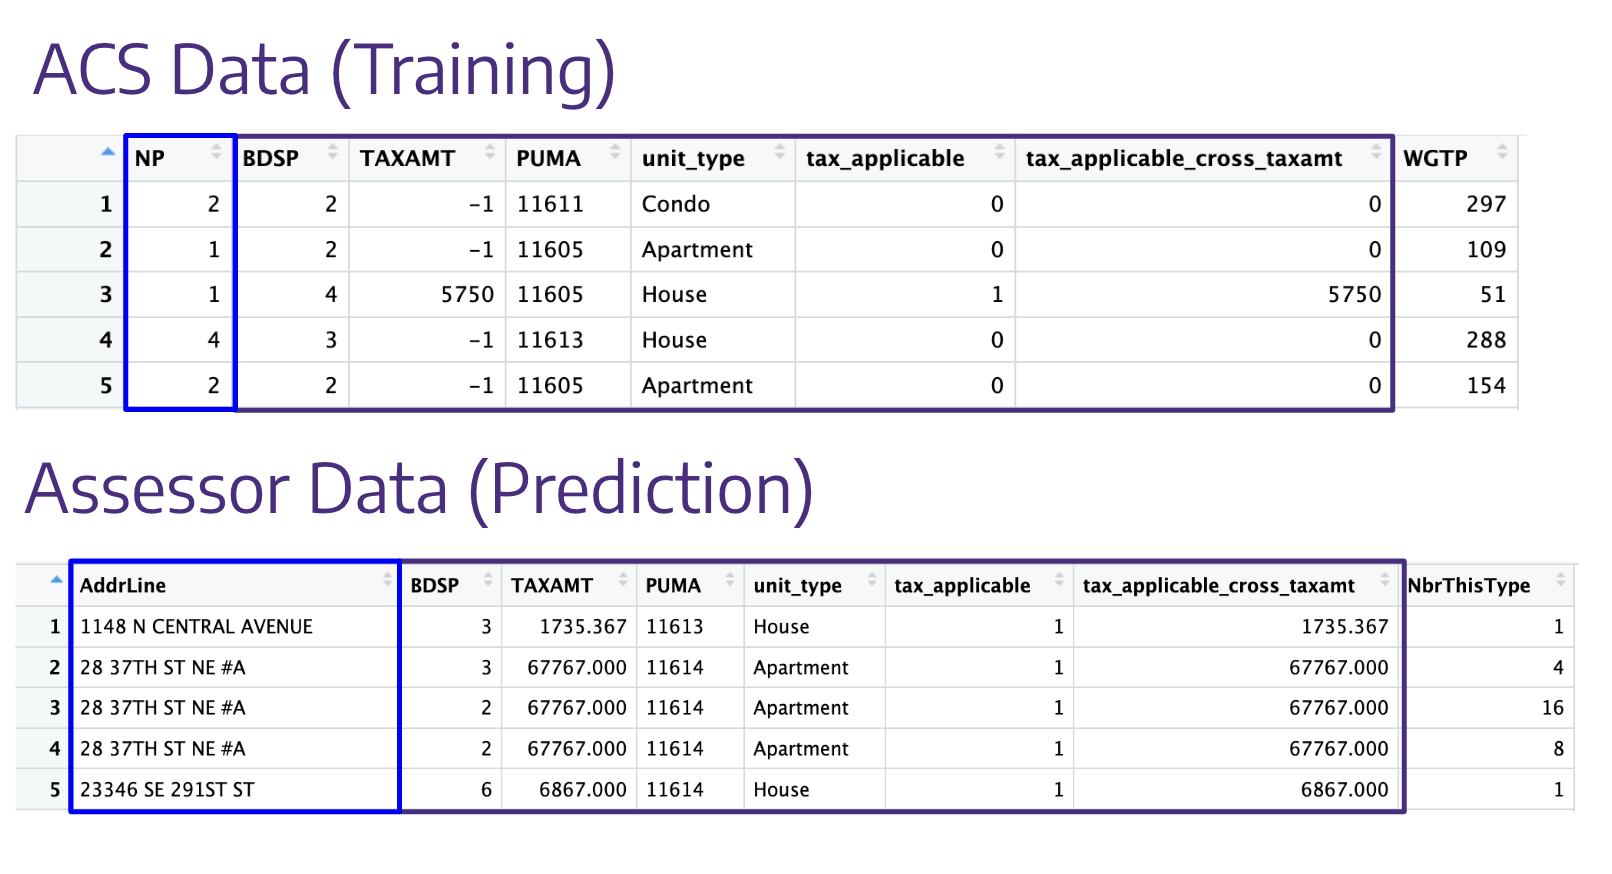 ACS Data (Training)
NP BDSP TAXAMT PUMA unit_type tax_applicable tax_applicable_cross_taxamt WGTP
1 2 2 -1 11611 Condo 0 0 297
2 1 2 -1 11605 Apartment 0 0 109
3 1 4 5750 11605 House 1 5750 51
4 4 3 -1 11613 House 0 0 288
5 2 2 -1 11605 Apartment 0 0 154
Assessor Data (Prediction)
AddrLine BDSP TAXAMT PUMA unit_type tax_applicable tax_applicable_cross_taxamt NbrThisType
1 1148 N CENTRAL AVENUE 3 1735.367 11613 House 1 1735.367 1
2 28 37TH ST NE #A 3 67767.000 11614 Apartment 1 67767.000 4
3 28 37TH ST NE #A 2 67767.000 11614 Apartment 1 67767.000 16
4 28 37TH ST NE #A 2 67767.000 11614 Apartment 1 67767.000 8
5 23346 SE 291ST ST 6 6867.000 11614 House 1 6867.000 1